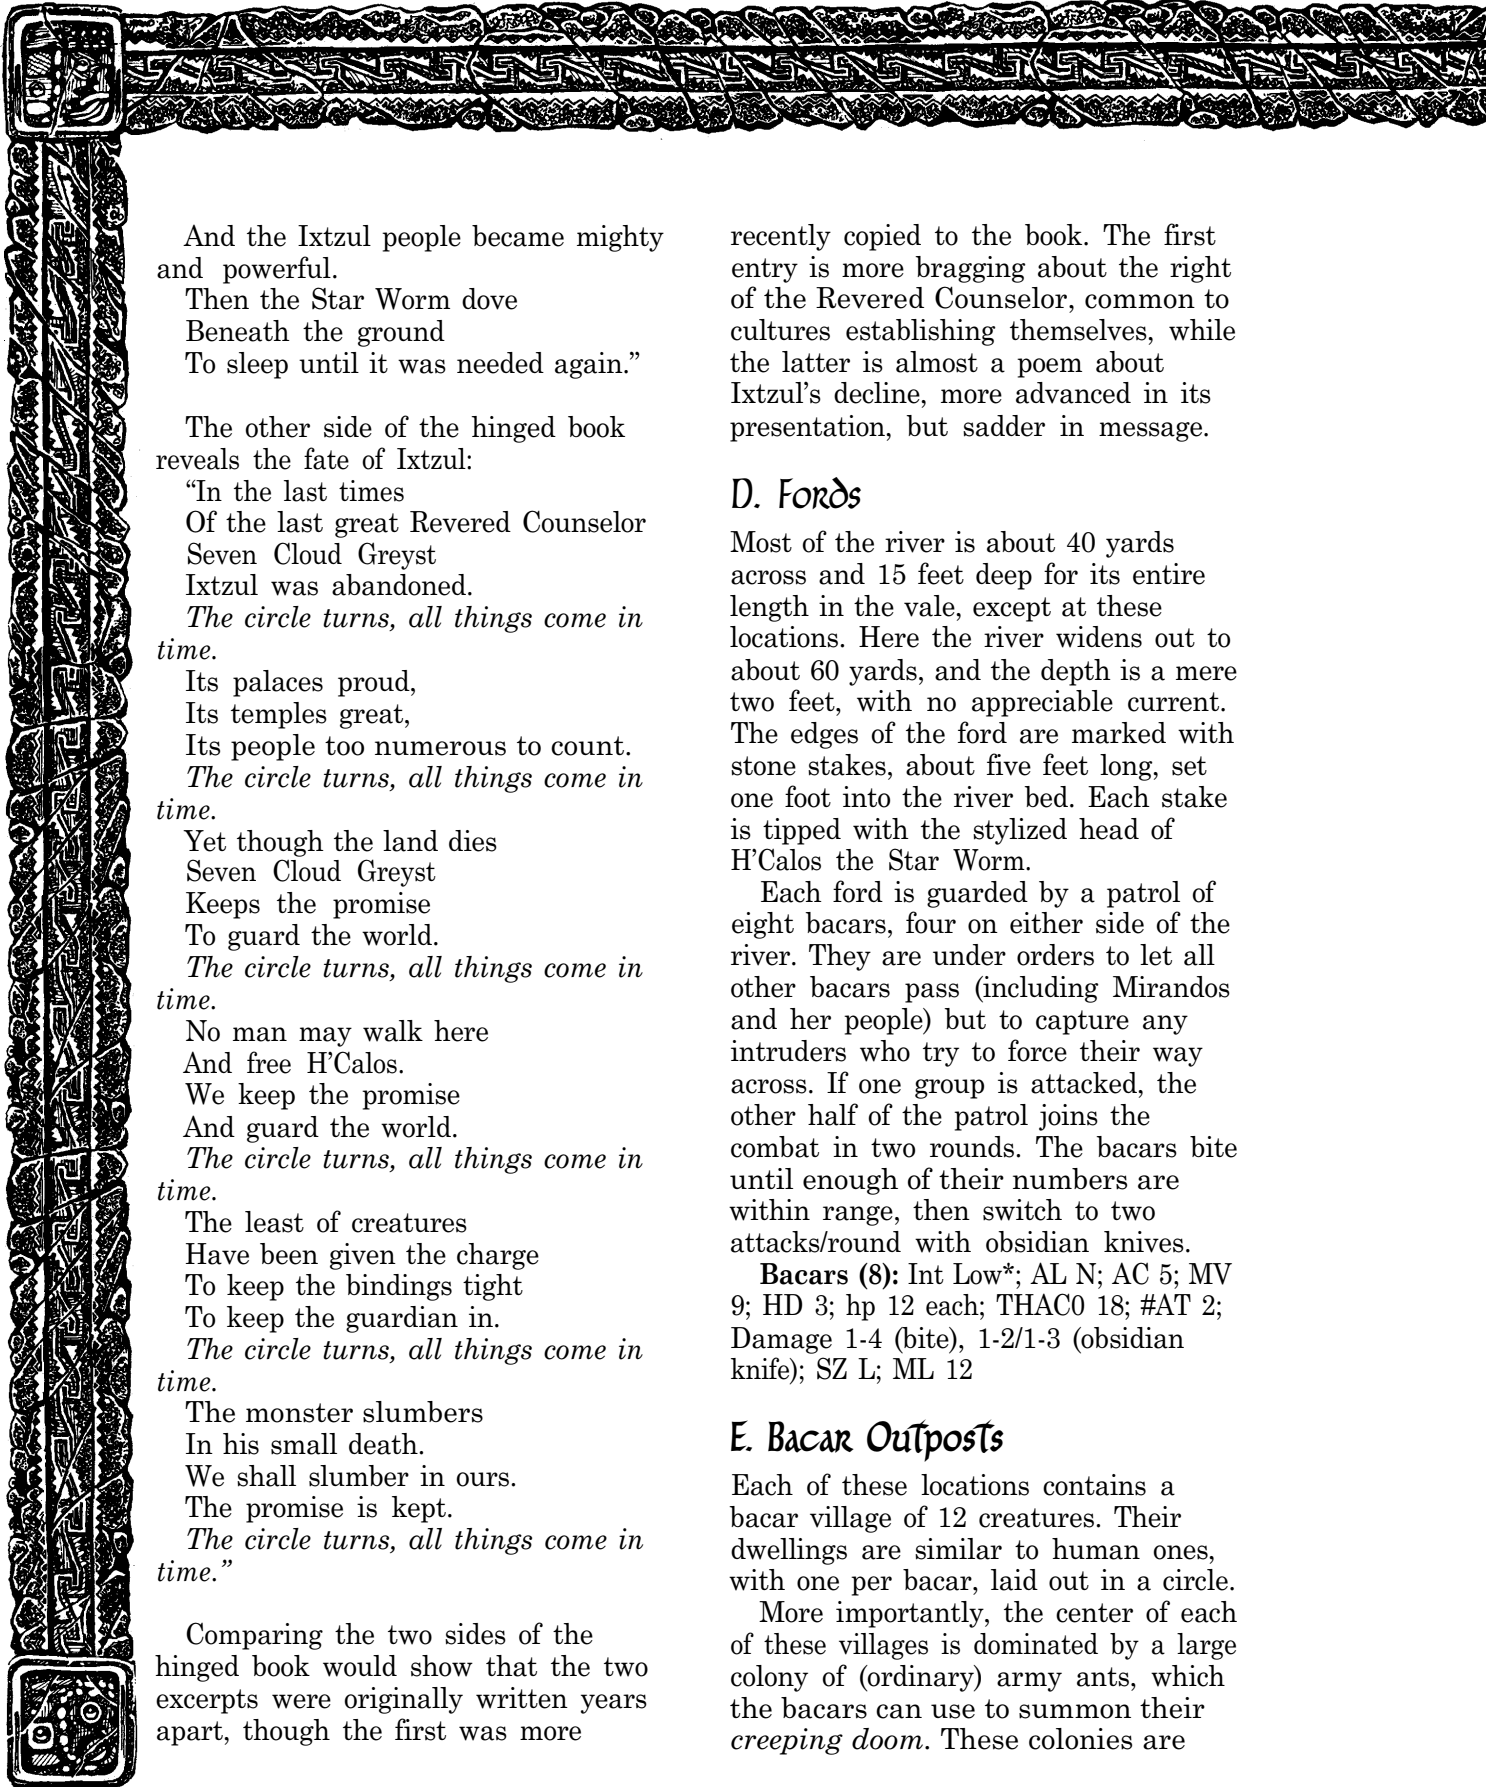 And the Ixtzul people became mighty
and powerful.
Then the Star Worm dove
Beneath the ground
To sleep until it was needed again.”
The other side of the hinged book
reveals the fate of Ixtzul:
“In the last times
Of the last great Revered Counselor
Seven Cloud Greyst
Ixtzul was abandoned.
The circle turns, all things come in
time.
Its palaces proud,
Its temples great,
Its people too numerous to count.
The circle turns, all things come in
time.
Yet though the land dies
Seven Cloud Greyst
Keeps the promise
To guard the world.
The circle turns, all things come in
time.
No man may walk here
And free H’Calos.
We keep the promise
And guard the world.
The circle turns, all things come in
time.
The least of creatures
Have been given the charge
To keep the bindings tight
To keep the guardian in.
The circle turns, all things come in
time.
The monster slumbers
In his small death.
We shall slumber in ours.
The promise is kept.
The circle turns, all things come in
time.”
Comparing the two sides of the
hinged book would show that the two
excerpts were originally written years
apart, though the first was more
recently copied to the book. The first
entry is more bragging about the right
of the Revered Counselor, common to
cultures establishing themselves, while
the latter is almost a poem about
Ixtzul’s decline, more advanced in its
presentation, but sadder in message.
D. Fords
Most of the river is about 40 yards
across and 15 feet deep for its entire
length in the vale, except at these
locations. Here the river widens out to
about 60 yards, and the depth is a mere
two feet, with no appreciable current.
The edges of the ford are marked with
stone stakes, about five feet long, set
one foot into the river bed. Each stake
is tipped with the stylized head of
H’Calos the Star Worm.
Each ford is guarded by a patrol of
eight bacars, four on either side of the
river. They are under orders to let all
other bacars pass (including Mirandos
and her people) but to capture any
intruders who try to force their way
across. If one group is attacked, the
other half of the patrol joins the
combat in two rounds. The bacars bite
until enough of their numbers are
within range, then switch to two
attacks/round with obsidian knives.
Bacars (8): Int Low*; AL N; AC 5; MV
9; HD 3; hp 12 each; THAC0 18; #AT 2;
Damage 1-4 (bite), 1-2/1-3 (obsidian
knife); SZ L; ML 12
E. Bacar Outposts
Each of these locations contains a
bacar village of 12 creatures. Their
dwellings are similar to human ones,
with one per bacar, laid out in a circle.
More importantly, the center of each
of these villages is dominated by a large
colony of (ordinary) army ants, which
the bacars can use to summon their
creeping doom. These colonies are